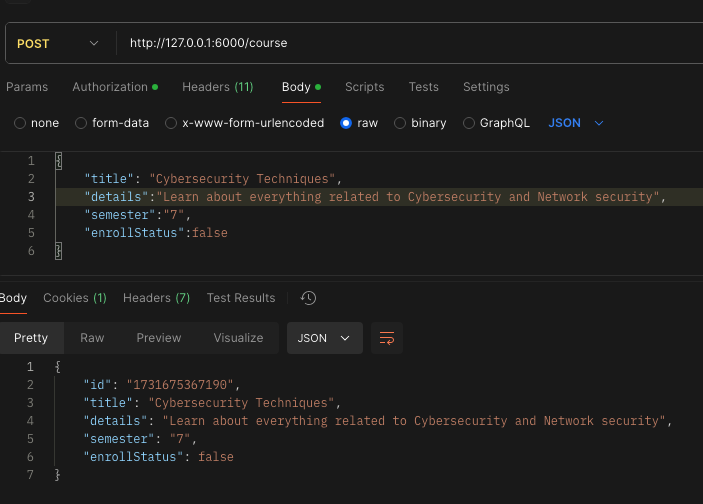 POST http://127.0.0.1:6000/course
Params Authorization Headers (11) Body Scripts Tests Settings
none form-data x-www-form-urlencoded raw binary GraphQL JSON
1 {
2 "title": "Cybersecurity Techniques",
3 "details":"Learn about everything related to Cybersecurity and Network security",
4 "semester":"7",
5 "enrollStatus":false
6 }
Body Cookies (1) Headers (7) Test Results
Pretty Raw Preview Visualize JSON
1 {
2 "id": "1731675367190",
3 "title": "Cybersecurity Techniques",
4 "details": "Learn about everything related to Cybersecurity and Network security",
5 "semester": "7",
6 "enrollStatus": false
7 }